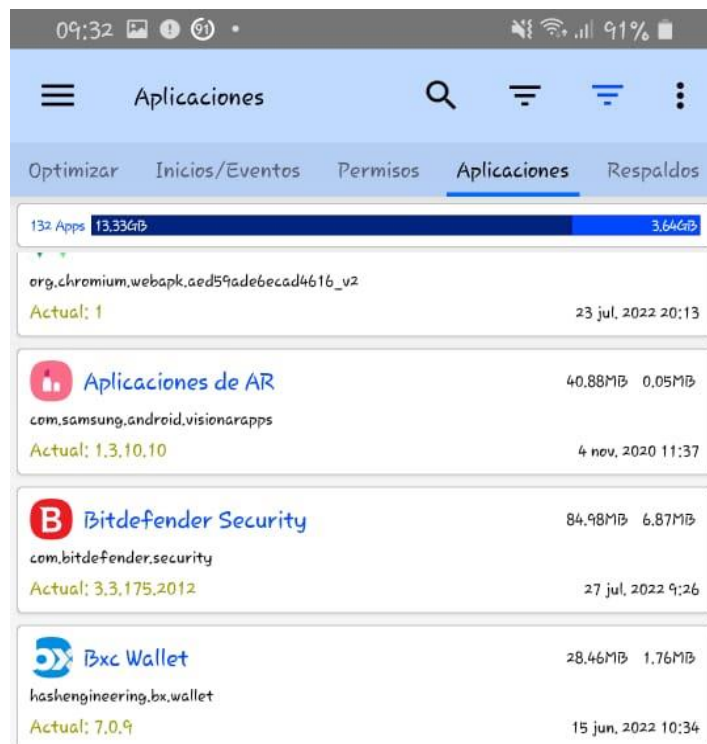 09:32 91 91%
Aplicaciones
Optimizar Inicios/Eventos Permisos Aplicaciones Respaldos
132 Apps 13,33GB 3,64GB
org.chromium.webapk.aed59ade6ecad4616_v2
Actual: 1 23 jul. 2022 20:13
Aplicaciones de AR 40.88MB 0.05MB
com.samsung.android.visionarapps
Actual: 1.3.10.10 4 nov. 2020 11:37
B Bitdefender Security 84.98MB 6.87MB
com.bitdefender.security
Actual: 3.3.175.2012 27 jul. 2022 9:26
Bxc Wallet 28.46MB 1.76MB
hashengineering.bx.wallet
Actual: 7.0.9 15 jun. 2022 10:34